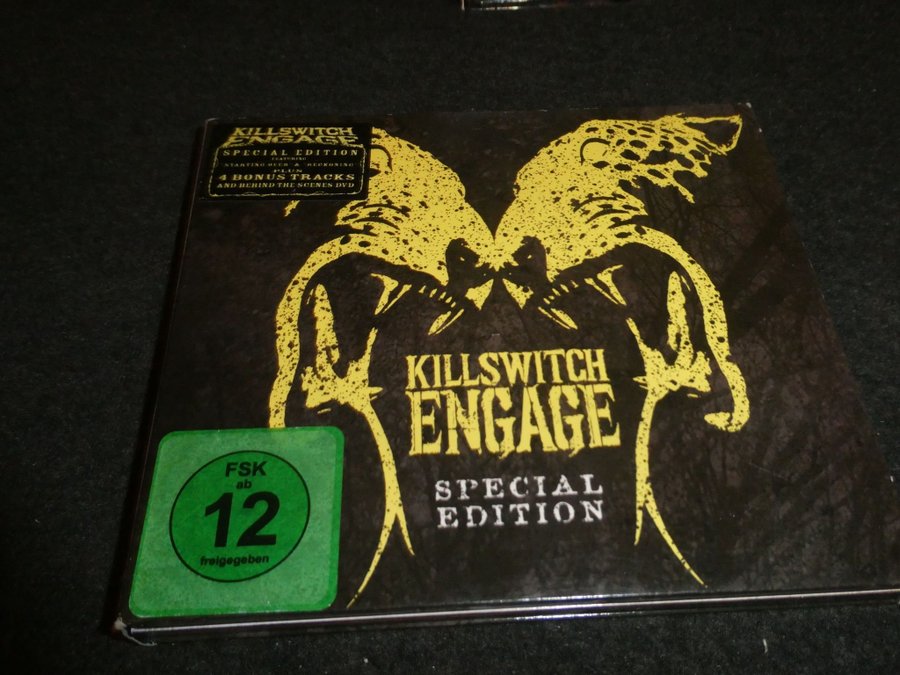 KILLSWITCH
ENGAGE
SPECIAL EDITION
FEATURING
"STARTING OVER" & "RECKONING"
PLUS
4 BONUS TRACKS
AND BEHIND THE SCENES DVD
KILLSWITCH
ENGAGE
SPECIAL
EDITION
FSK
ab
12
freigegeben